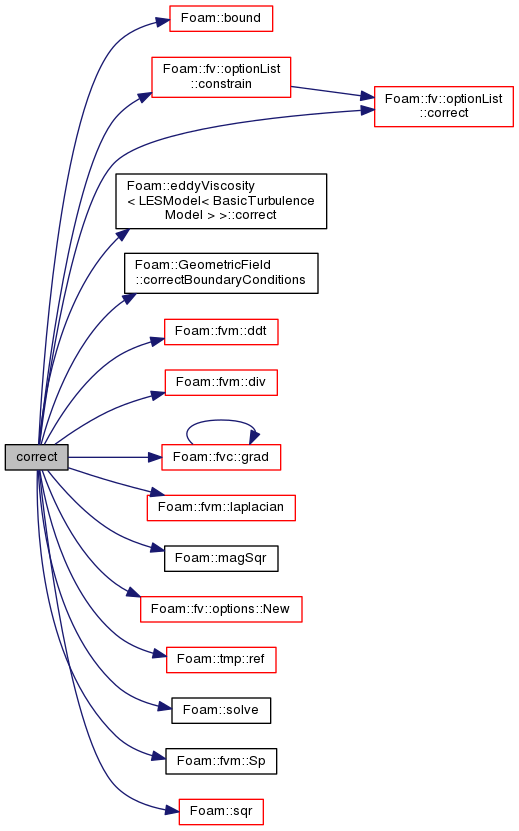 Foam::bound
Foam::fv::optionList
::constrain
Foam::fv::optionList
::correct
Foam::eddyViscosity
< LESModel< BasicTurbulence
Model > >::correct
Foam::GeometricField
::correctBoundaryConditions
Foam::fvm::ddt
Foam::fvm::div
correct
Foam::fvc::grad
Foam::fvm::laplacian
Foam::magSqr
Foam::fv::options::New
Foam::tmp::ref
Foam::solve
Foam::fvm::Sp
Foam::sqr